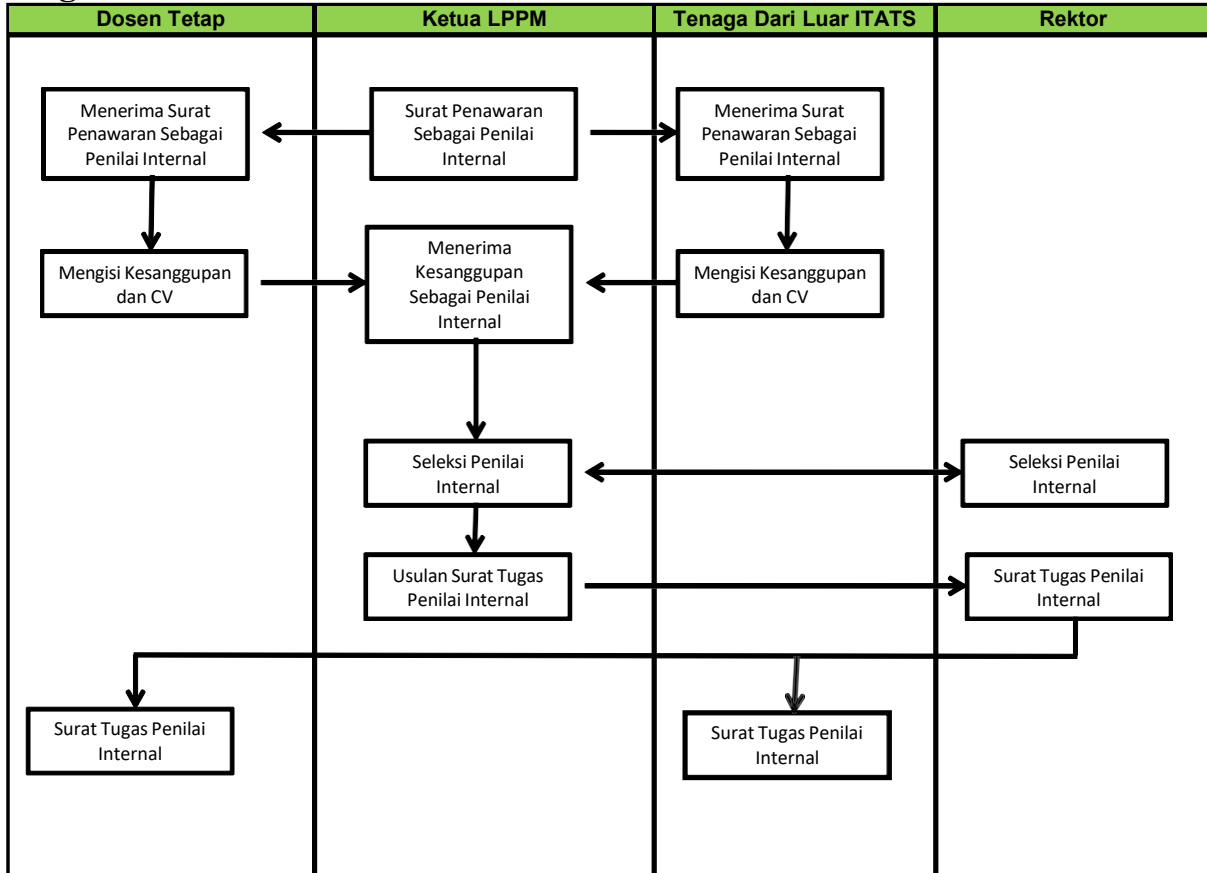 Dosen Tetap
Ketua LPPM
Tenaga Dari Luar ITATS
Rektor
Menerima Surat
Penawaran Sebagai
Penilai Internal
Surat Penawaran
Sebagai Penilai
Internal
Menerima Surat
Penawaran Sebagai
Penilai Internal
Mengisi Kesanggupan
dan CV
Menerima
Kesanggupan
Sebagai Penilai
Internal
Mengisi Kesanggupan
dan CV
Seleksi Penilai
Internal
Seleksi Penilai
Internal
Usulan Surat Tugas
Penilai Internal
Surat Tugas Penilai
Internal
Surat Tugas Penilai
Internal
Surat Tugas Penilai
Internal